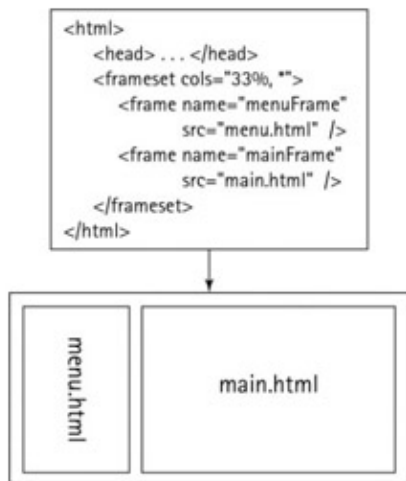 <html>
<head> . . . </head>
<frameset cols="33%, *">
<frame name="menuFrame"
src="menu.html" />
<frame name="mainFrame"
src="main.html" />
</frameset>
</html>
menu.html
main.html